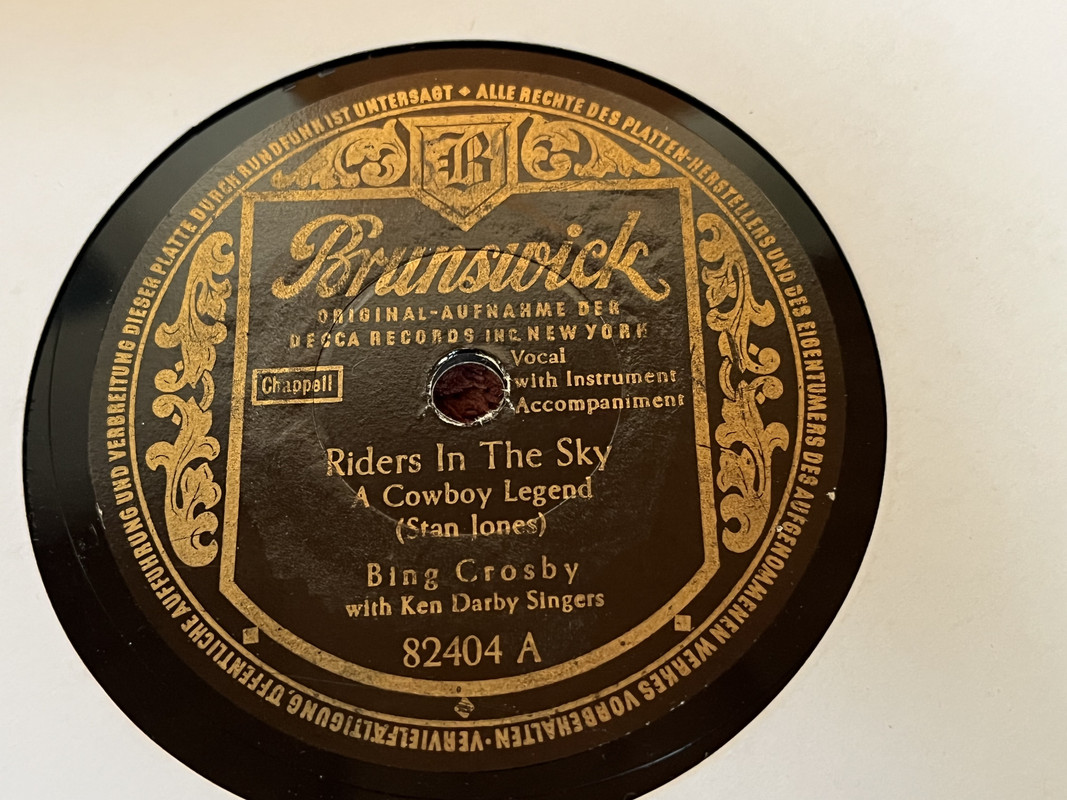 ALLE RECHTE DES PLATTEN-HERSTELLERS UND DES EIGENTUMERS DES AUFGENOMMENEN WERKES VORBEHALTEN · VERVIELFÄLTIGUNG, ÖFFENTLICHE AUFFÜHRUNG UND VERBREITUNG DIESER PLATTE DURCH RUNDFUNK IST UNTERSAGT
B
Brunswick
ORIGINAL-AUFNAHME DER
DECCA RECORDS INC. NEW YORK
Vocal
with Instrument
Accompaniment
Chappell
Riders In The Sky
A Cowboy Legend
(Stan Jones)
Bing Crosby
with Ken Darby Singers
82404 A